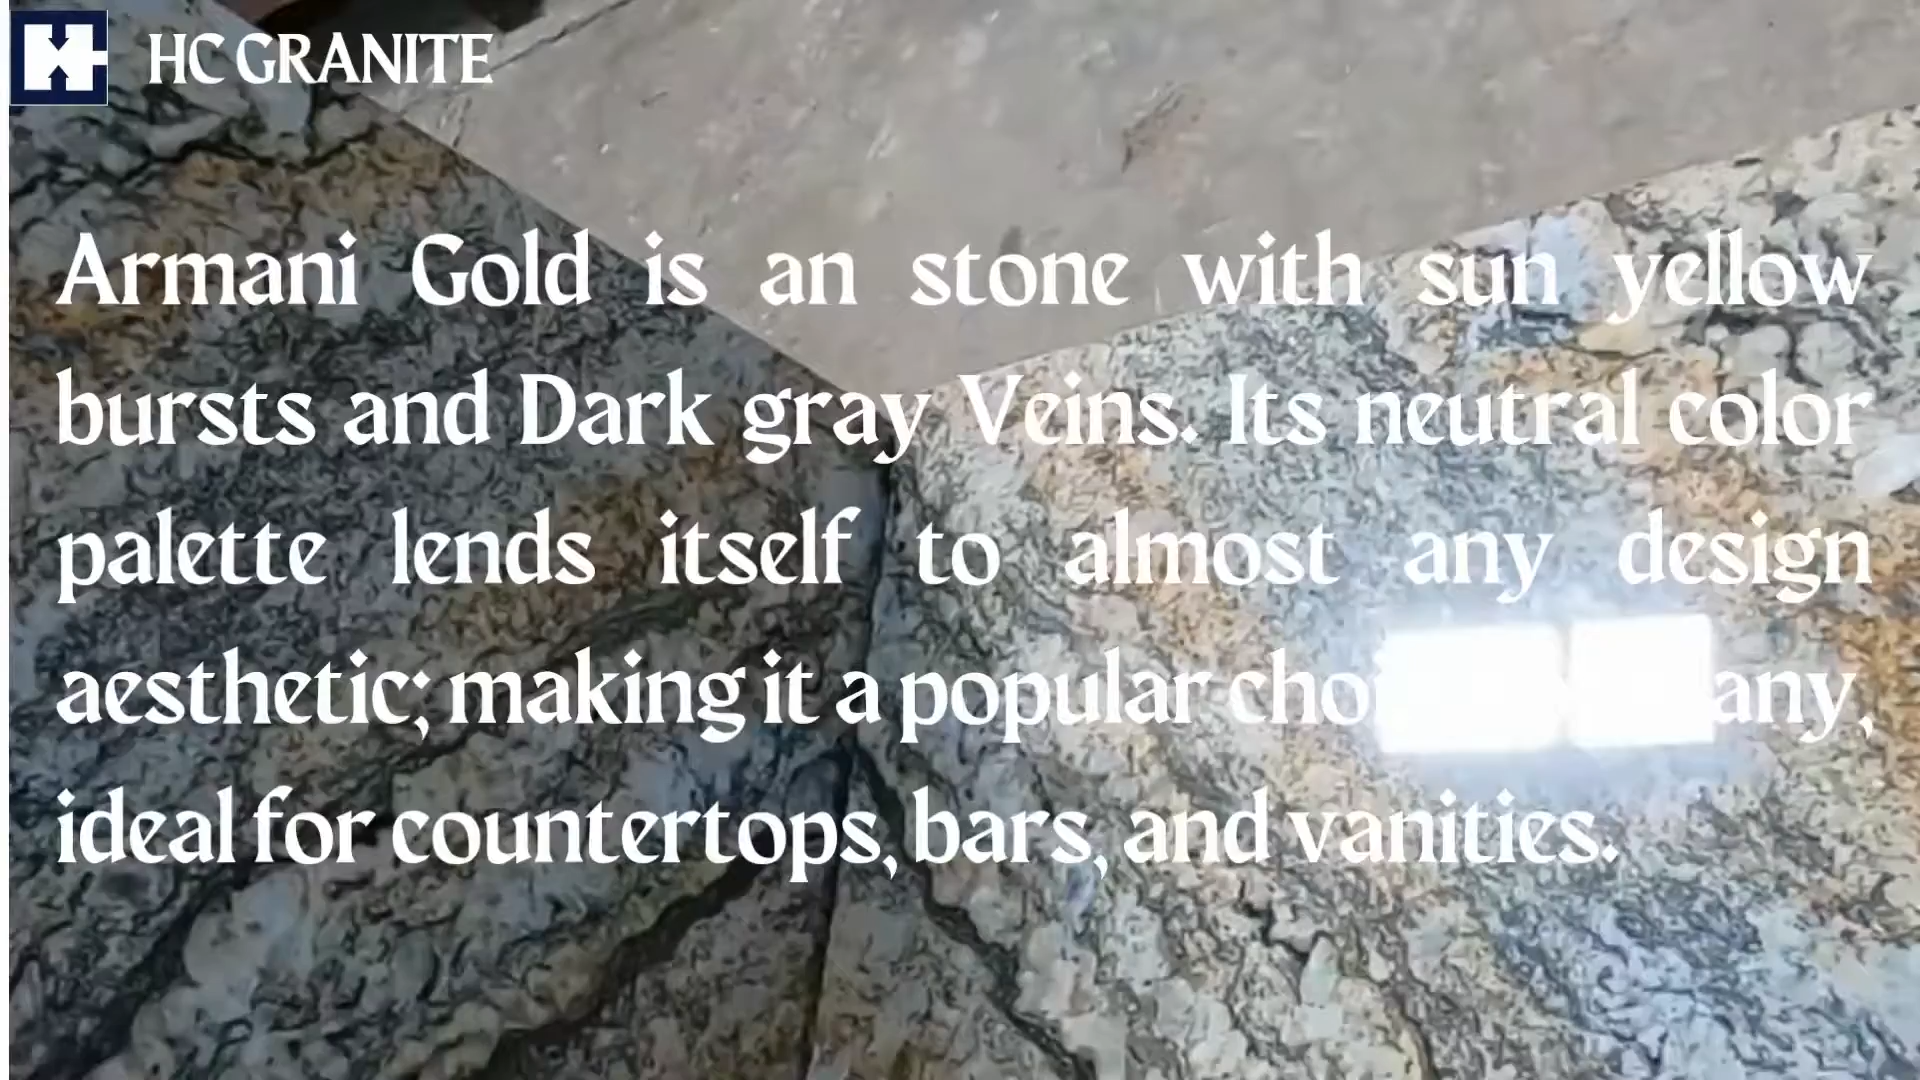 HC GRANITE
Armani Gold is an stone with sun yellow
bursts and Dark gray Veins. Its neutral color
palette lends itself to almost any design
aesthetic; making it a popular
ideal for countertops, bars, and vanities.